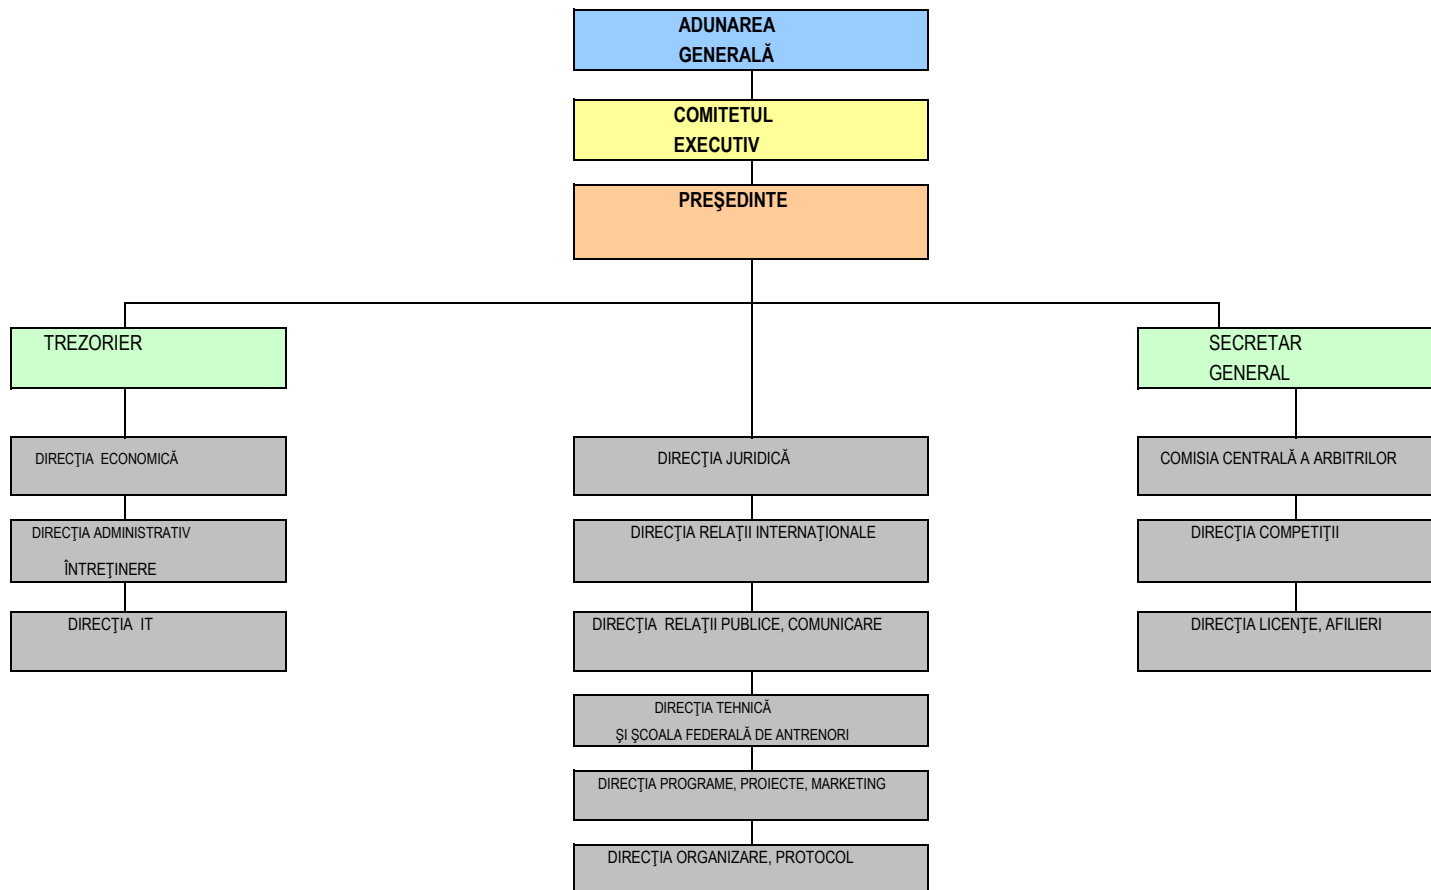 ADUNAREA
GENERALĂ
COMITETUL
EXECUTIV
PREŞEDINTE
TREZORIER
SECRETAR
GENERAL
DIRECŢIA ECONOMICĂ
DIRECŢIA JURIDICĂ
COMISIA CENTRALĂ A ARBITRILOR
DIRECŢIA ADMINISTRATIV
ÎNTREŢINERE
DIRECŢIA RELAŢII INTERNAŢIONALE
DIRECŢIA COMPETIŢII
DIRECŢIA IT
DIRECŢIA RELAŢII PUBLICE, COMUNICARE
DIRECŢIA LICENŢE, AFILIERI
DIRECŢIA TEHNICĂ
ŞI ŞCOALA FEDERALĂ DE ANTRENORI
DIRECŢIA PROGRAME, PROIECTE, MARKETING
DIRECŢIA ORGANIZARE, PROTOCOL